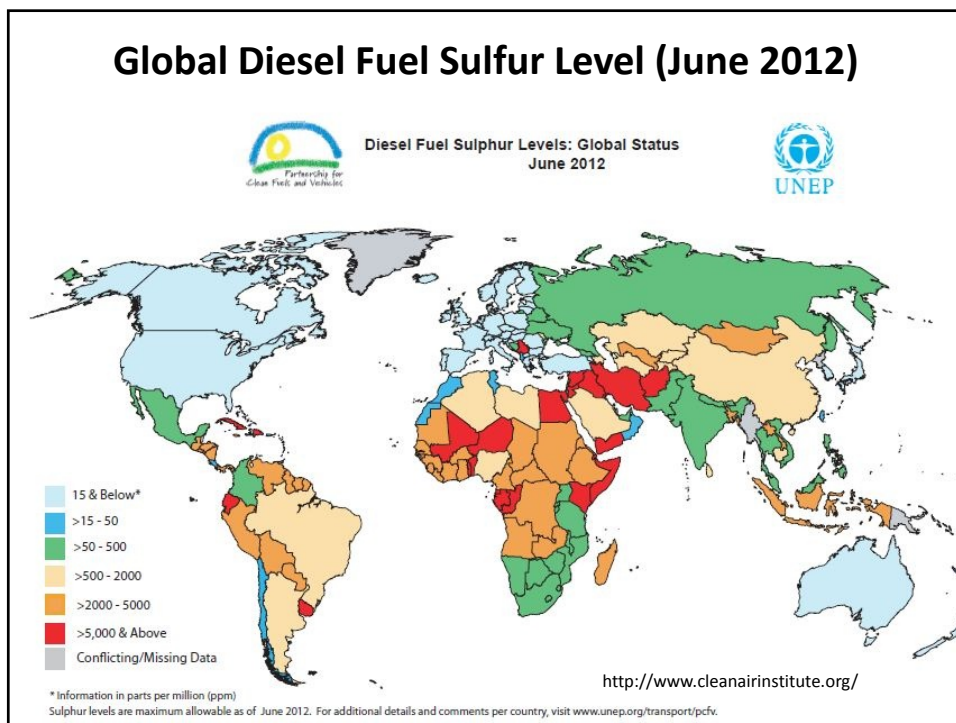 Global Diesel Fuel Sulfur Level (June 2012)
Partnership for
Clean Fuels and Vehicles
Diesel Fuel Sulphur Levels: Global Status
June 2012
UNEP
15 & Below*
>15 - 50
>50 - 500
>500 - 2000
>2000 - 5000
>5,000 & Above
Conflicting/Missing Data
http://www.cleanairinstitute.org/
* Information in parts per million (ppm)
Sulphur levels are maximum allowable as of June 2012. For additional details and comments per country, visit www.unep.org/transport/pcfv.